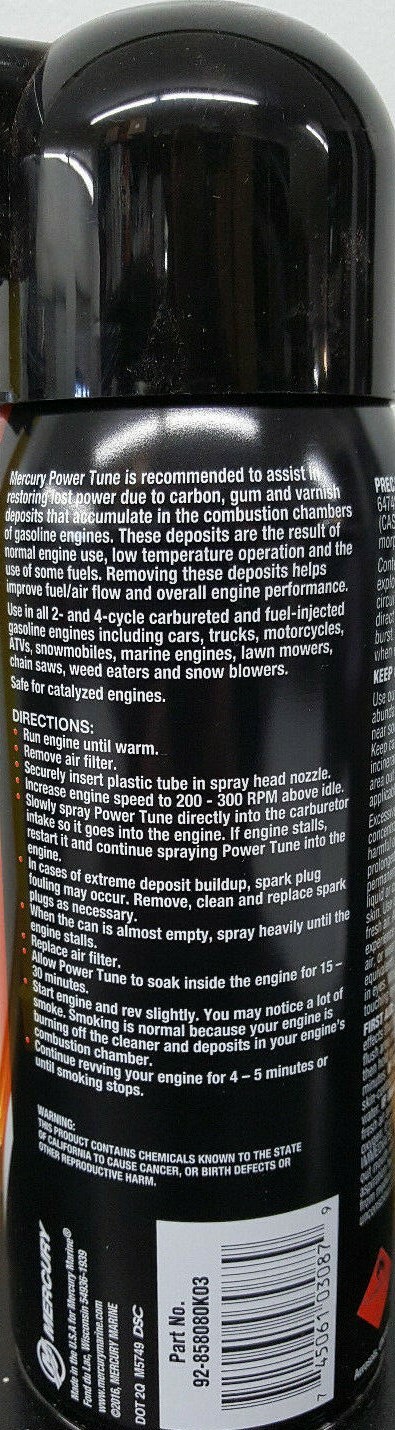 Mercury Power Tune is recommended to assist in
restoring lost power due to carbon, gum and varnish
deposits that accumulate in the combustion chambers
of gasoline engines. These deposits are the result of
normal engine use, low temperature operation and the
use of some fuels. Removing these deposits helps
improve fuel/air flow and overall engine performance.
Use in all 2- and 4-cycle carbureted and fuel-injected
gasoline engines including cars, trucks, motorcycles,
ATVs, snowmobiles, marine engines, lawn mowers,
chain saws, weed eaters and snow blowers.
Safe for catalyzed engines.
DIRECTIONS:
• Run engine until warm.
• Remove air filter.
• Securely insert plastic tube in spray head nozzle.
• Increase engine speed to 200 - 300 RPM above idle.
• Slowly spray Power Tune directly into the carburetor
intake so it goes into the engine. If engine stalls,
restart it and continue spraying Power Tune into the
engine.
• In cases of extreme deposit buildup, spark plug
fouling may occur. Remove, clean and replace spark
plugs as necessary.
• When the can is almost empty, spray heavily until the
engine stalls.
• Replace air filter.
• Allow Power Tune to soak inside the engine for 15 –
30 minutes.
• Start engine and rev slightly. You may notice a lot of
smoke. Smoking is normal because your engine is
burning off the cleaner and deposits in your engine's
combustion chamber.
• Continue revving your engine for 4 – 5 minutes or
until smoking stops.
WARNING:
THIS PRODUCT CONTAINS CHEMICALS KNOWN TO THE STATE
OF CALIFORNIA TO CAUSE CANCER, OR BIRTH DEFECTS OR
OTHER REPRODUCTIVE HARM.
MERCURY
Made in the U.S.A for Mercury Marine®
Fond du Lac, Wisconsin 54936-1939
www.mercurymarine.com
©2016, MERCURY MARINE
DOT 2Q M5749 DSC
Part No.
92-858080K03
7 45061 03087 9
KEEP
FIRST